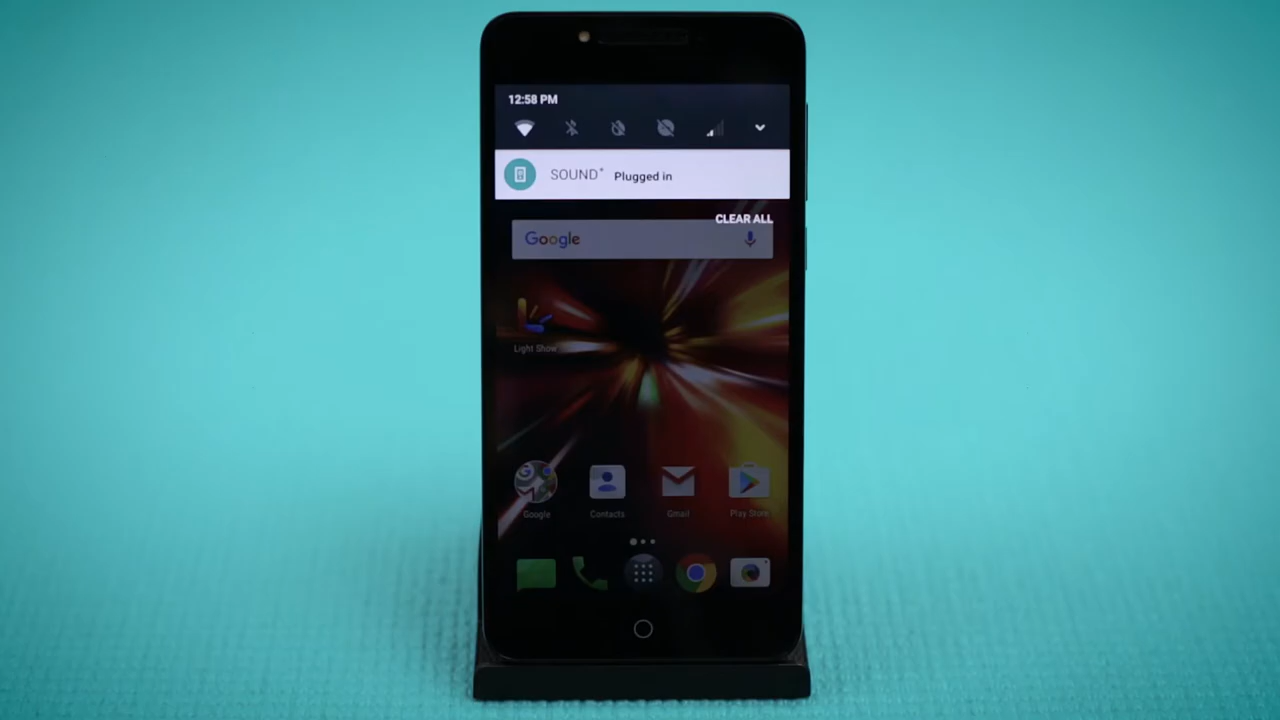 12:58 PM
SOUND+ Plugged in
CLEAR ALL
Google
Light Show
Google Contacts Gmail Play Store